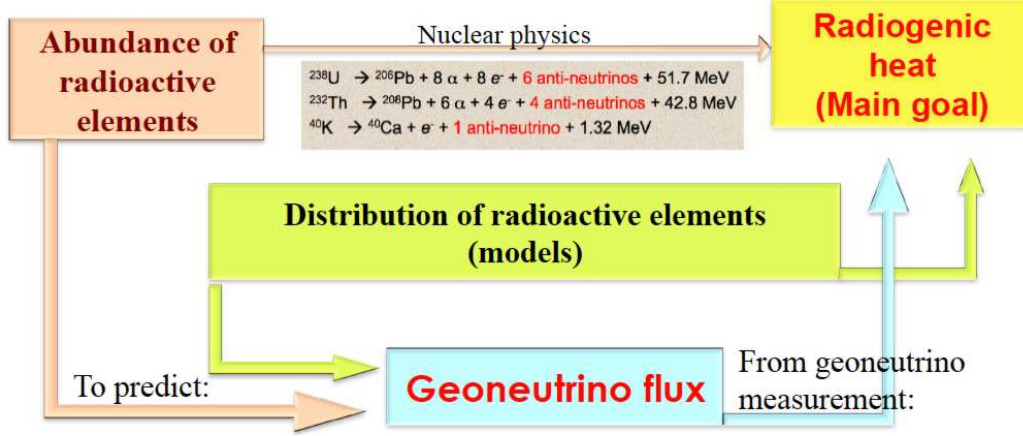 Abundance of
radioactive
elements
Nuclear physics
²³⁸U → ²⁰⁶Pb + 8 α + 8 e⁻ + 6 anti-neutrinos + 51.7 MeV
²³²Th → ²⁰⁸Pb + 6 α + 4 e⁻ + 4 anti-neutrinos + 42.8 MeV
⁴⁰K → ⁴⁰Ca + e⁻ + 1 anti-neutrino + 1.32 MeV
Radiogenic
heat
(Main goal)
Distribution of radioactive elements
(models)
To predict:
Geoneutrino flux
From geoneutrino
measurement: